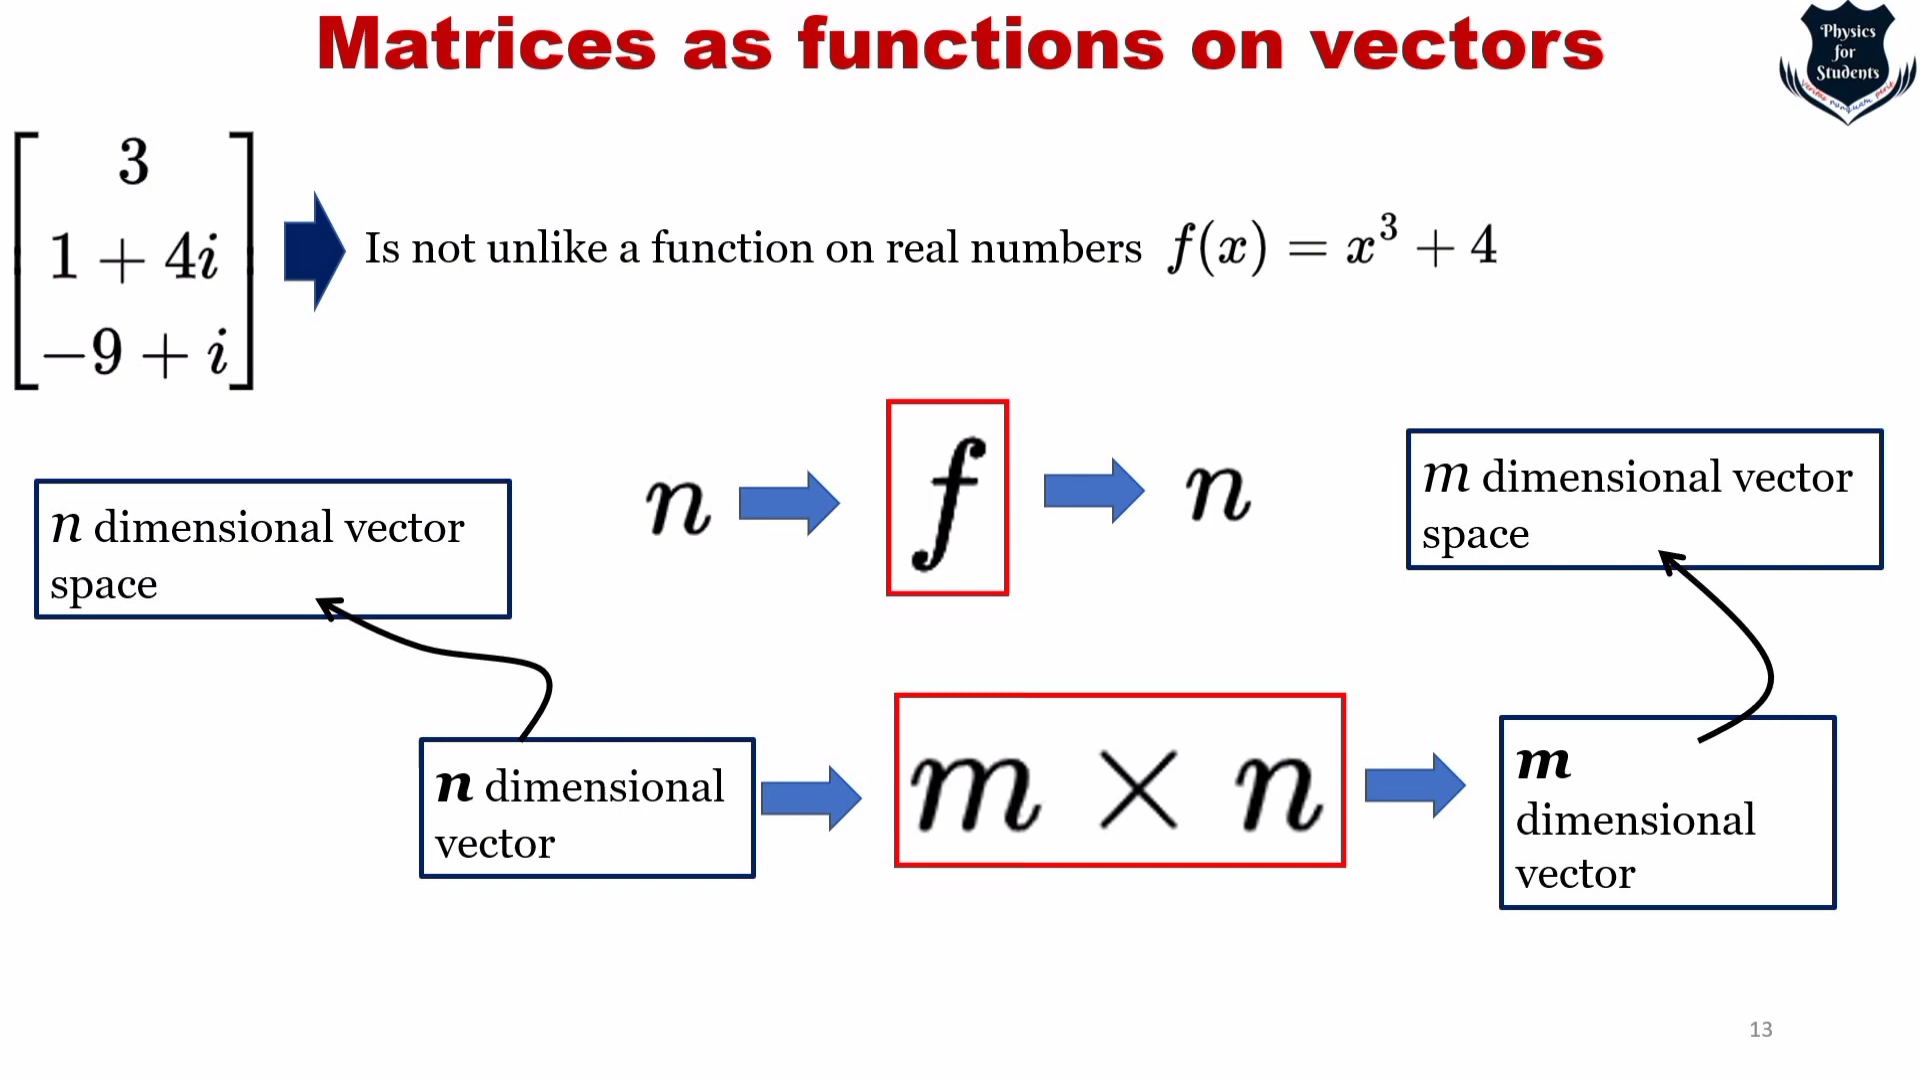 Matrices as functions on vectors
Physics
for
Students
3
1 + 4i
−9 + i
Is not unlike a function on real numbers f(x) = x³ + 4
n f n
n dimensional vector
space
m dimensional vector
space
n dimensional
vector
m × n
m
dimensional
vector
13